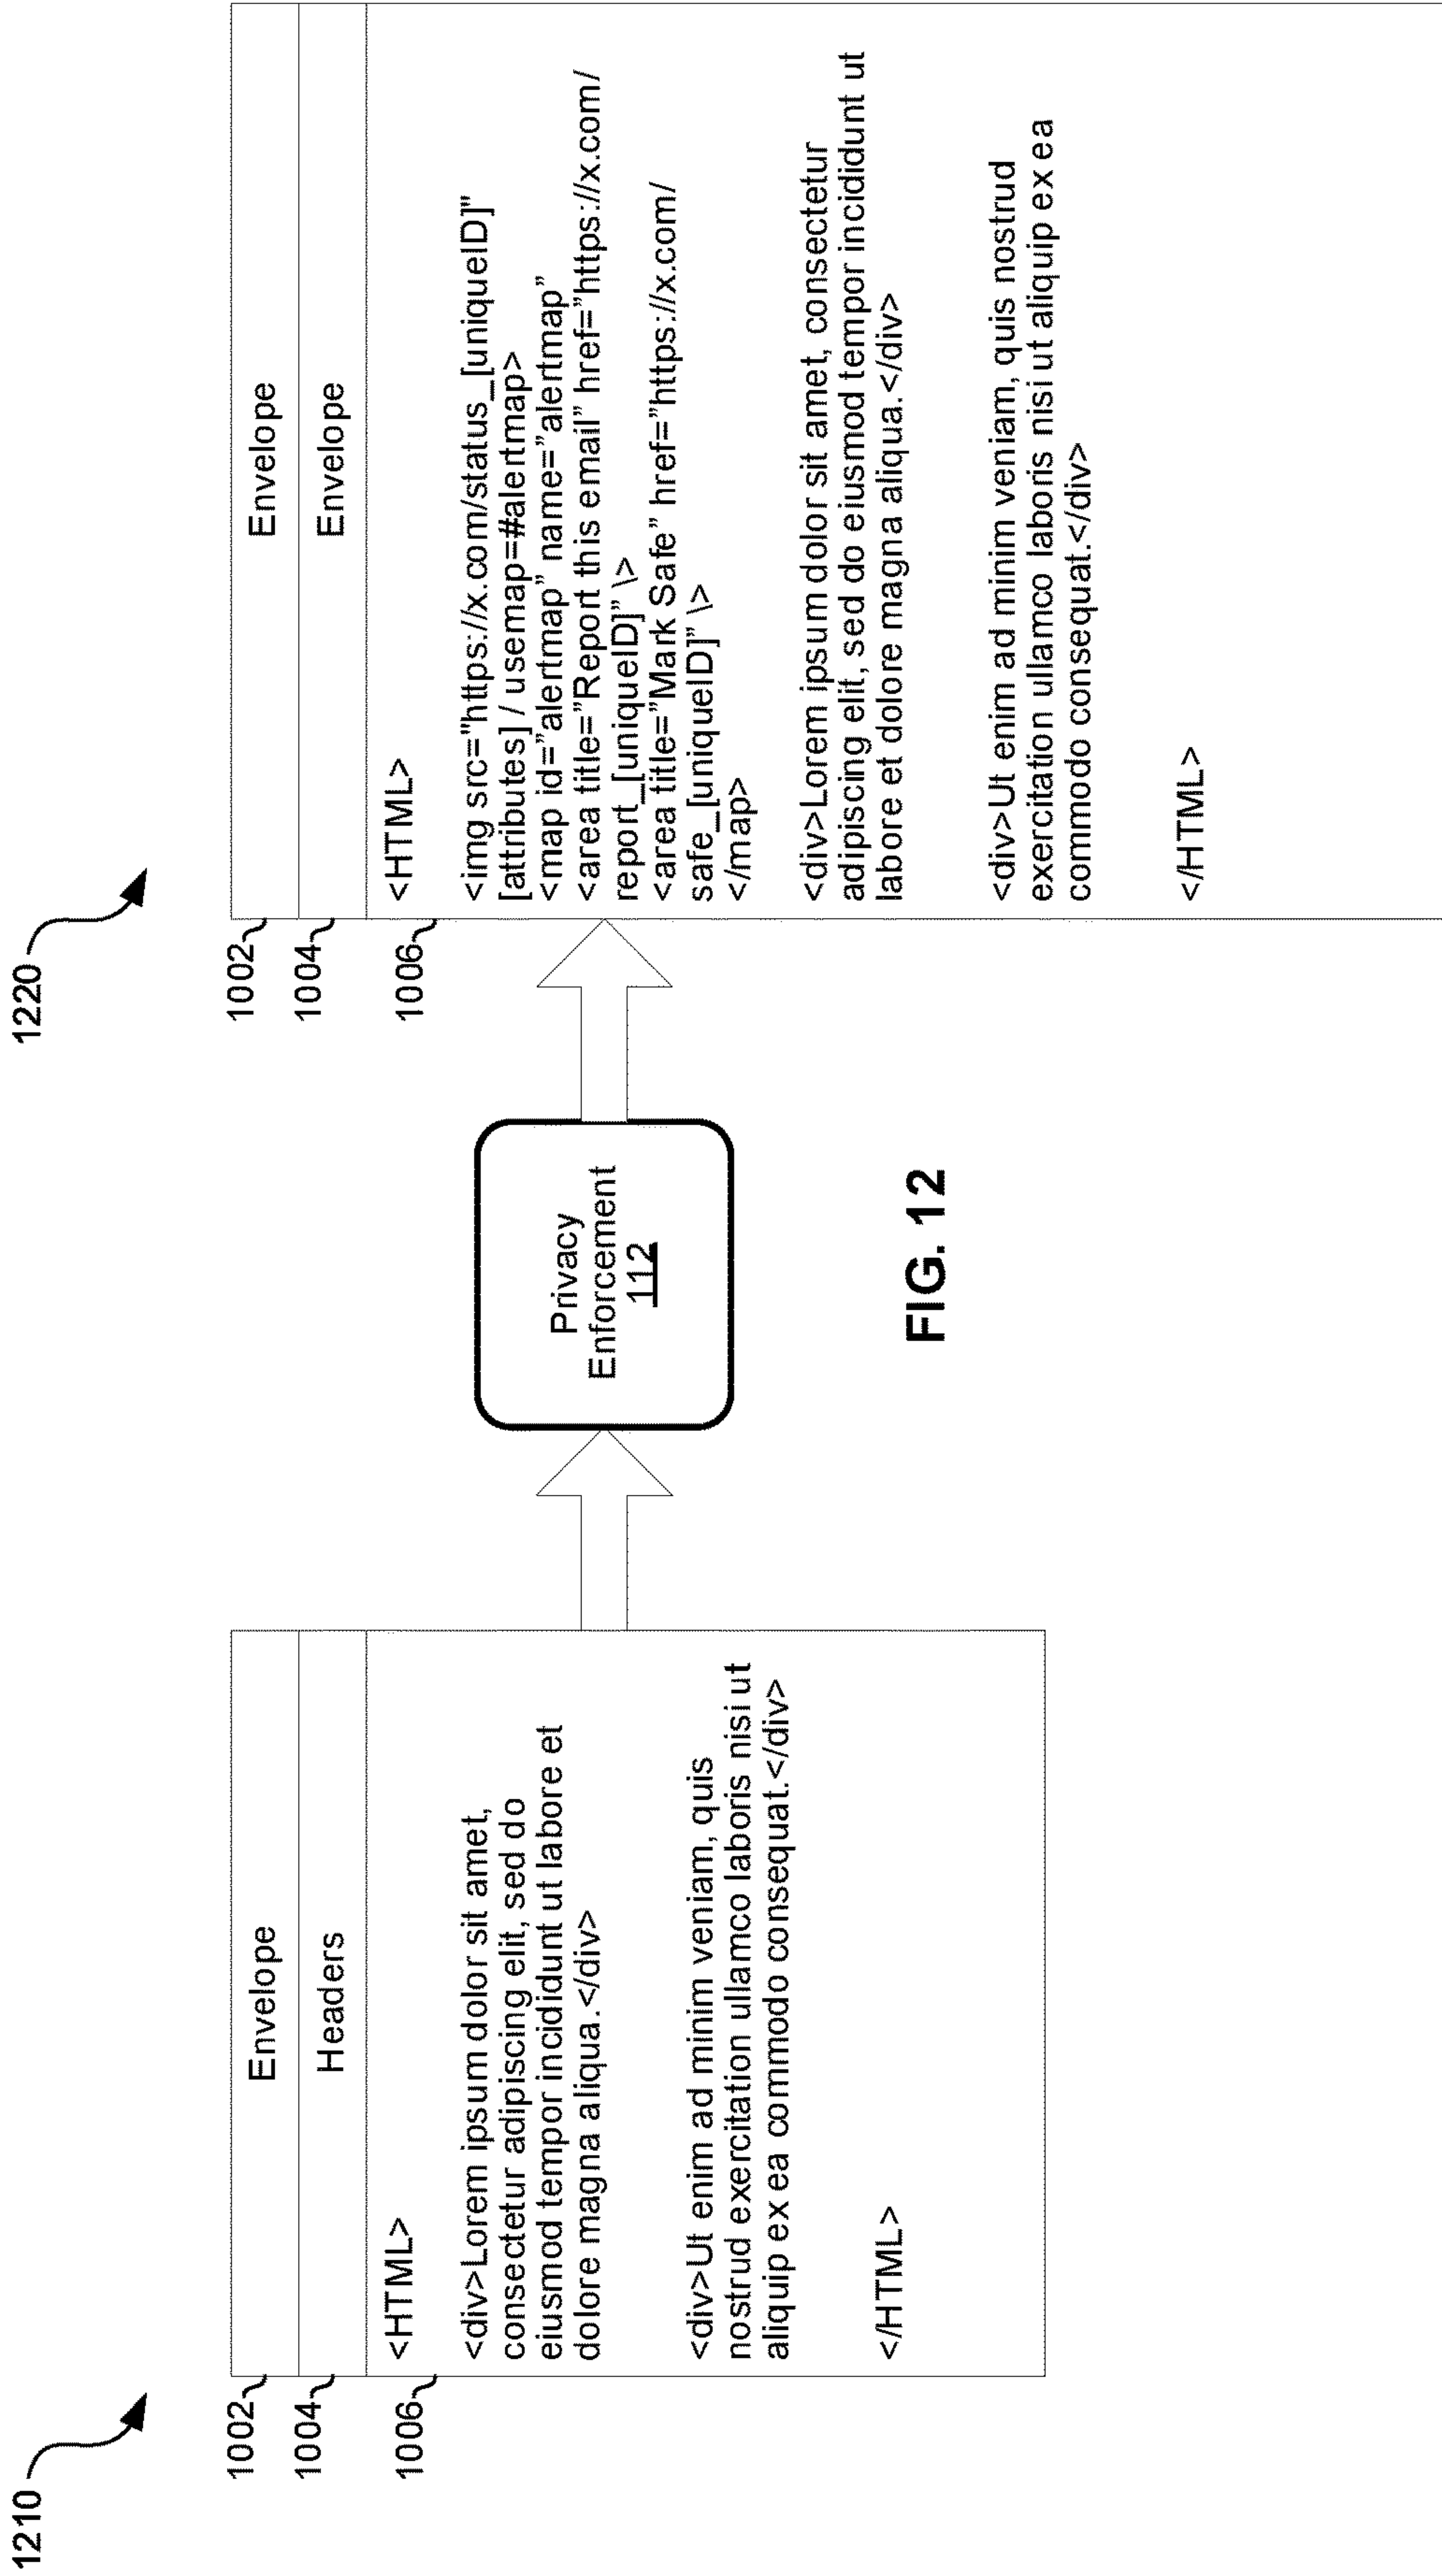 1210
1002
1004
1006
Envelope
Headers
<HTML>
<div>Lorem ipsum dolor sit amet,
consectetur adipiscing elit, sed do
eiusmod tempor incididunt ut labore et
dolore magna aliqua.</div>
<div>Ut enim ad minim veniam, quis
nostrud exercitation ullamco laboris nisi ut
aliquip ex ea commodo consequat.</div>
</HTML>
Privacy
Enforcement
112
1220
1002
1004
1006
Envelope
Envelope
<HTML>
<img src="https://x.com/status_[uniqueID]"
[attributes] / usemap=#alertmap>
<map id=”alertmap” name=”alertmap”
<area title=”Report this email” href=”https://x.com/
report_[uniqueID]” \>
<area title=”Mark Safe” href=”https://x.com/
safe_[uniqueID]” \>
</map>
<div>Lorem ipsum dolor sit amet, consectetur
adipiscing elit, sed do eiusmod tempor incididunt ut
labore et dolore magna aliqua.</div>
<div>Ut enim ad minim veniam, quis nostrud
exercitation ullamco laboris nisi ut aliquip ex ea
commodo consequat.</div>
</HTML>
FIG. 12